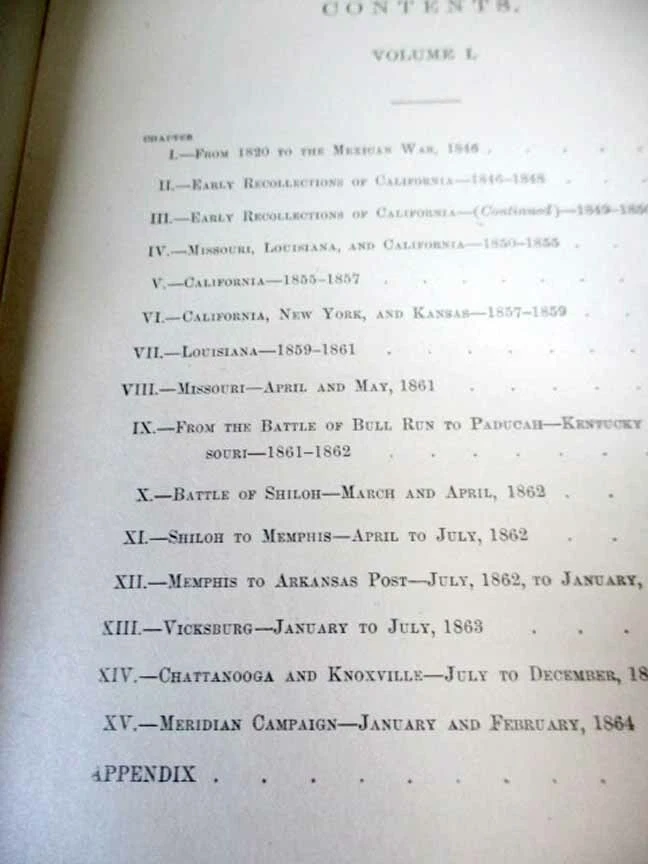 CONTENTS.
VOLUME I.
CHAPTER
I.—FROM 1820 TO THE MEXICAN WAR, 1846 . . . . .
II.—EARLY RECOLLECTIONS OF CALIFORNIA—1846-1848 . . .
III.—EARLY RECOLLECTIONS OF CALIFORNIA—(Continued)—1849-1850
IV.—MISSOURI, LOUISIANA, AND CALIFORNIA—1850-1855 . .
V.—CALIFORNIA—1855-1857 . . . . . .
VI.—CALIFORNIA, NEW YORK, AND KANSAS—1857-1859 . .
VII.—LOUISIANA—1859-1861 . . . . . . .
VIII.—MISSOURI—APRIL AND MAY, 1861 . . . . .
IX.—FROM THE BATTLE OF BULL RUN TO PADUCAH—KENTUCKY
SOURI—1861-1862 . . . . . . .
X.—BATTLE OF SHILOH—MARCH AND APRIL, 1862 . .
XI.—SHILOH TO MEMPHIS—APRIL TO JULY, 1862 . .
XII.—MEMPHIS TO ARKANSAS POST—JULY, 1862, TO JANUARY,
XIII.—VICKSBURG—JANUARY TO JULY, 1863 . . .
XIV.—CHATTANOOGA AND KNOXVILLE—JULY TO DECEMBER, 18
XV.—MERIDIAN CAMPAIGN—JANUARY AND FEBRUARY, 1864
APPENDIX . . . . . . . . .